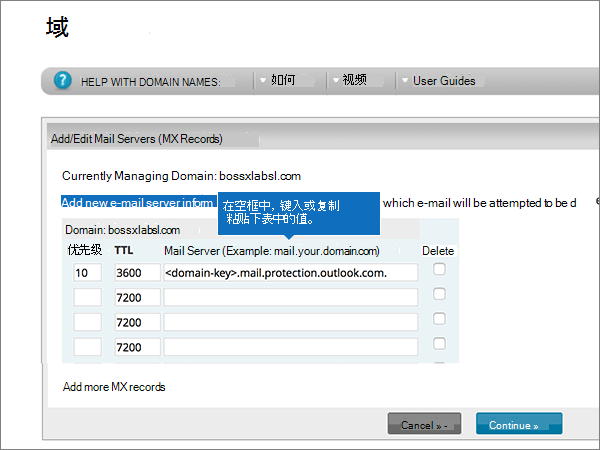 域
HELP WITH DOMAIN NAMES: 如何 视频 User Guides
Add/Edit Mail Servers (MX Records)
Currently Managing Domain: bossxlabsl.com
Add new e-mail server inform which e-mail will be attempted to be d
在空框中，键入或复制
粘贴下表中的值。
Domain: bossxlabsl.com
优先级 TTL Mail Server (Example: mail.your.domain.com) Delete
10 3600 <domain-key>.mail.protection.outlook.com.
7200
7200
7200
Add more MX records
Cancel » - Continue »